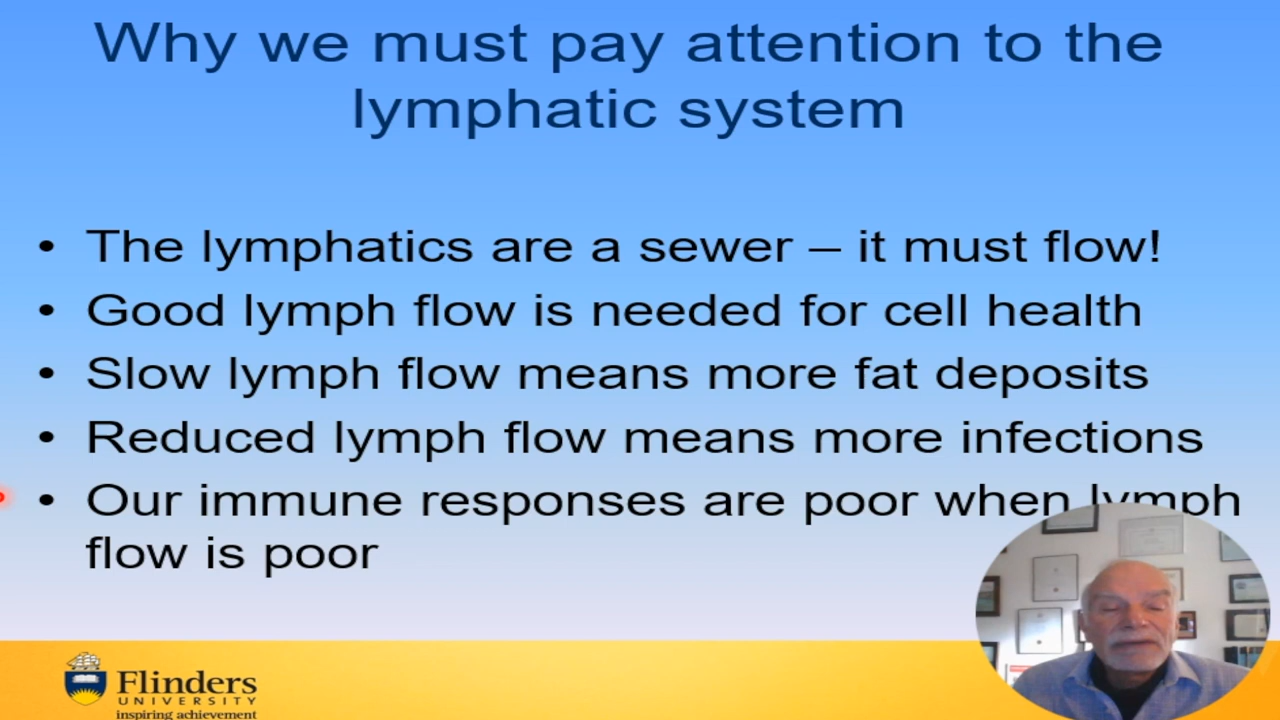 Why we must pay attention to the
lymphatic system
• The lymphatics are a sewer – it must flow!
• Good lymph flow is needed for cell health
• Slow lymph flow means more fat deposits
• Reduced lymph flow means more infections
• Our immune responses are poor when lymph
flow is poor
Flinders
UNIVERSITY
inspiring achievement